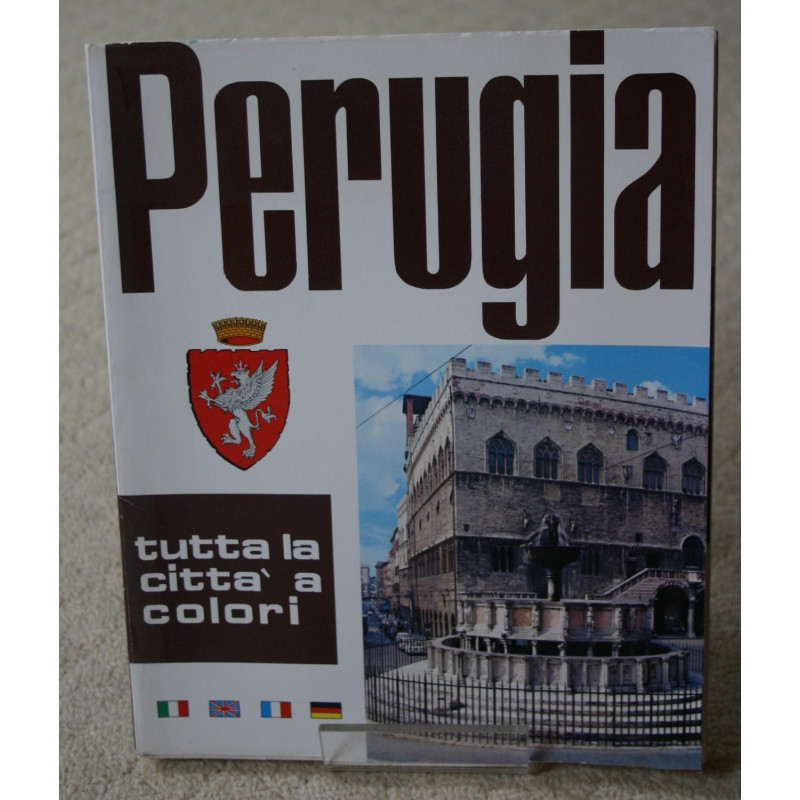 Perugia
tutta la
citta` a
colori